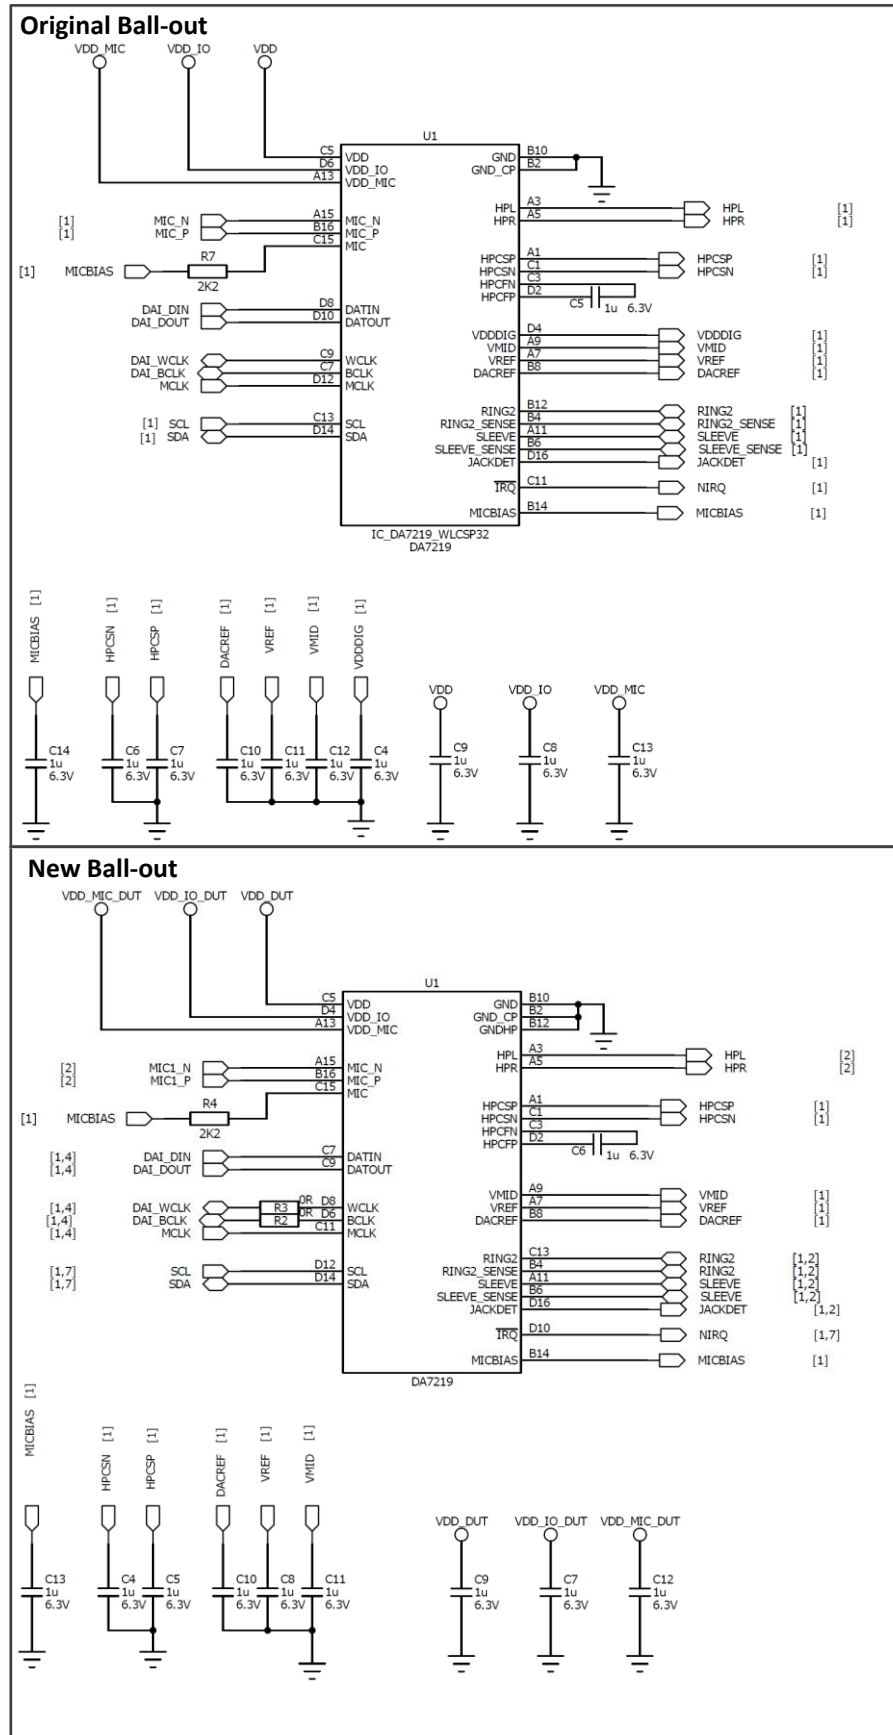 Original Ball-out
VDD_MIC VDD_IO VDD
U1
C5 VDD GND B10
D6 VDD_IO GND_CP B2
A13 VDD_MIC
HPL A3 HPL [1]
[1] MIC_N A15 MIC_N HPR A5 HPR [1]
[1] MIC_P B16 MIC_P
C15 MIC
R7
HPCSP A1 HPCSP [1]
[1] MICBIAS HPCSN C1 HPCSN [1]
2K2
HPCFN C3
HPCFP D2 C5 1u 6.3V
DAI_DIN D8 DATIN
DAI_DOUT D10 DATOUT
VDDDIG D4 VDDDIG [1]
VMID A9 VMID [1]
DAI_WCLK C9 WCLK VREF A7 VREF [1]
DAI_BCLK C7 BCLK DACREF B8 DACREF [1]
MCLK D12 MCLK
RING2 B12 RING2 [1]
[1] SCL C13 SCL RING2_SENSE B4 RING2_SENSE [1]
[1] SDA D14 SDA SLEEVE A11 SLEEVE [1]
SLEEVE_SENSE B6 SLEEVE_SENSE [1]
JACKDET D16 JACKDET [1]
IRQ C11 NIRQ [1]
MICBIAS B14 MICBIAS [1]
IC_DA7219_WLCSP32
DA7219
MICBIAS [1] HPCSN [1] HPCSP [1] DACREF [1] VREF [1] VMID [1] VDDDIG [1]
VDD VDD_IO VDD_MIC
C14 C6 C7 C10 C11 C12 C4 C9 C8 C13
1u 1u 1u 1u 1u 1u 1u 1u 1u 1u
6.3V 6.3V 6.3V 6.3V 6.3V 6.3V 6.3V 6.3V 6.3V 6.3V
New Ball-out
VDD_MIC_DUT VDD_IO_DUT VDD_DUT
U1
C5 VDD GND B10
D4 VDD_IO GND_CP B2
A13 VDD_MIC GNDHP B12
HPL A3 HPL [2]
[2] MIC1_N A15 MIC_N HPR A5 HPR [2]
[2] MIC1_P B16 MIC_P
C15 MIC
R4
HPCSP A1 HPCSP [1]
[1] MICBIAS HPCSN C1 HPCSN [1]
2K2
HPCFN C3
HPCFP D2 C6 1u 6.3V
[1,4] DAI_DIN C7 DATIN
[1,4] DAI_DOUT C9 DATOUT
VMID A9 VMID [1]
[1,4] DAI_WCLK R3 0R D8 WCLK VREF A7 VREF [1]
[1,4] DAI_BCLK R2 0R D6 BCLK DACREF B8 DACREF [1]
[1,4] MCLK C11 MCLK
RING2 C13 RING2 [1,2]
[1,7] SCL D12 SCL RING2_SENSE B4 RING2 [1,2]
[1,7] SDA D14 SDA SLEEVE A11 SLEEVE [1,2]
SLEEVE_SENSE B6 SLEEVE [1,2]
JACKDET D16 JACKDET [1,2]
IRQ D10 NIRQ [1,7]
MICBIAS B14 MICBIAS [1]
DA7219
MICBIAS [1] HPCSN [1] HPCSP [1] DACREF [1] VREF [1] VMID [1]
VDD_DUT VDD_IO_DUT VDD_MIC_DUT
C13 C4 C5 C10 C8 C11 C9 C7 C12
1u 1u 1u 1u 1u 1u 1u 1u 1u
6.3V 6.3V 6.3V 6.3V 6.3V 6.3V 6.3V 6.3V 6.3V